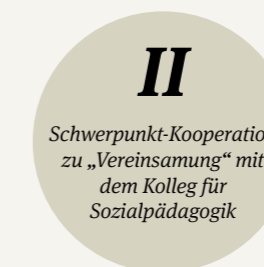 II
Schwerpunkt-Kooperatio
zu „Vereinsamung“ mit
dem Kolleg für
Sozialpädagogik